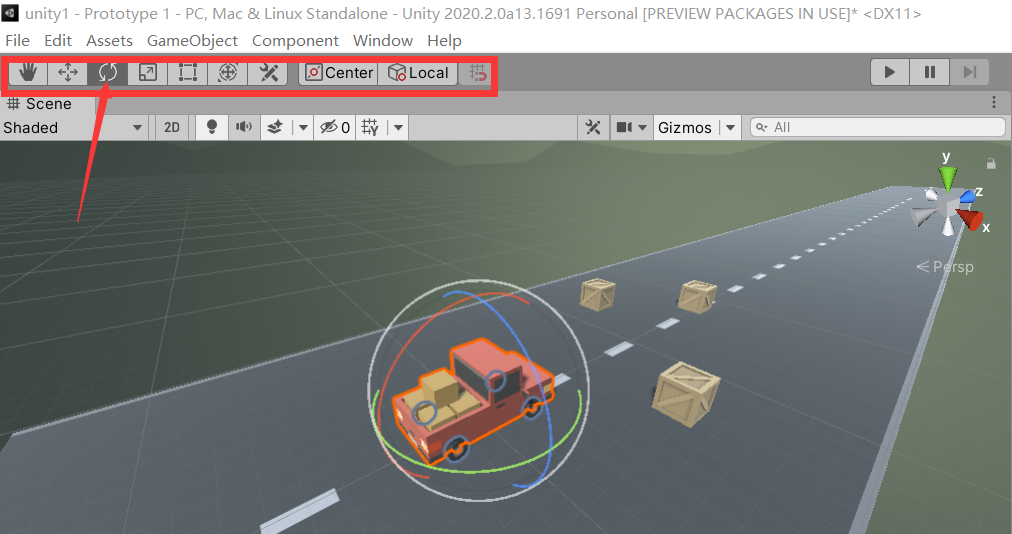 unity1 - Prototype 1 - PC, Mac & Linux Standalone - Unity 2020.2.0a13.1691 Personal [PREVIEW PACKAGES IN USE]* <DX11>
File Edit Assets GameObject Component Window Help
Center Local
Scene
Shaded 2D 0 Gizmos All
y
z
x
Persp